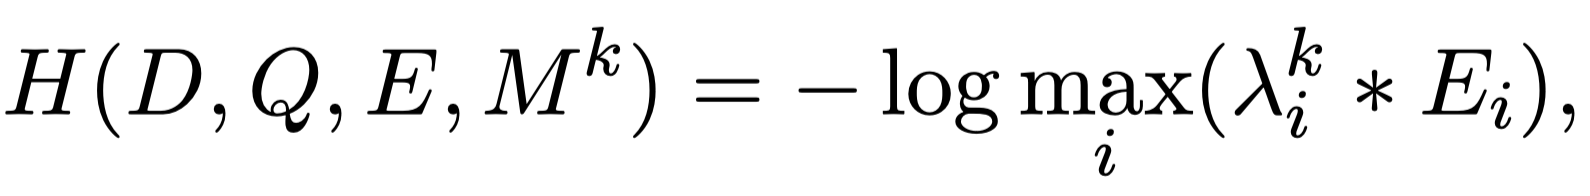 H(D, Q, E, M^k) = − log max_i(λ_i^k ∗ E_i),